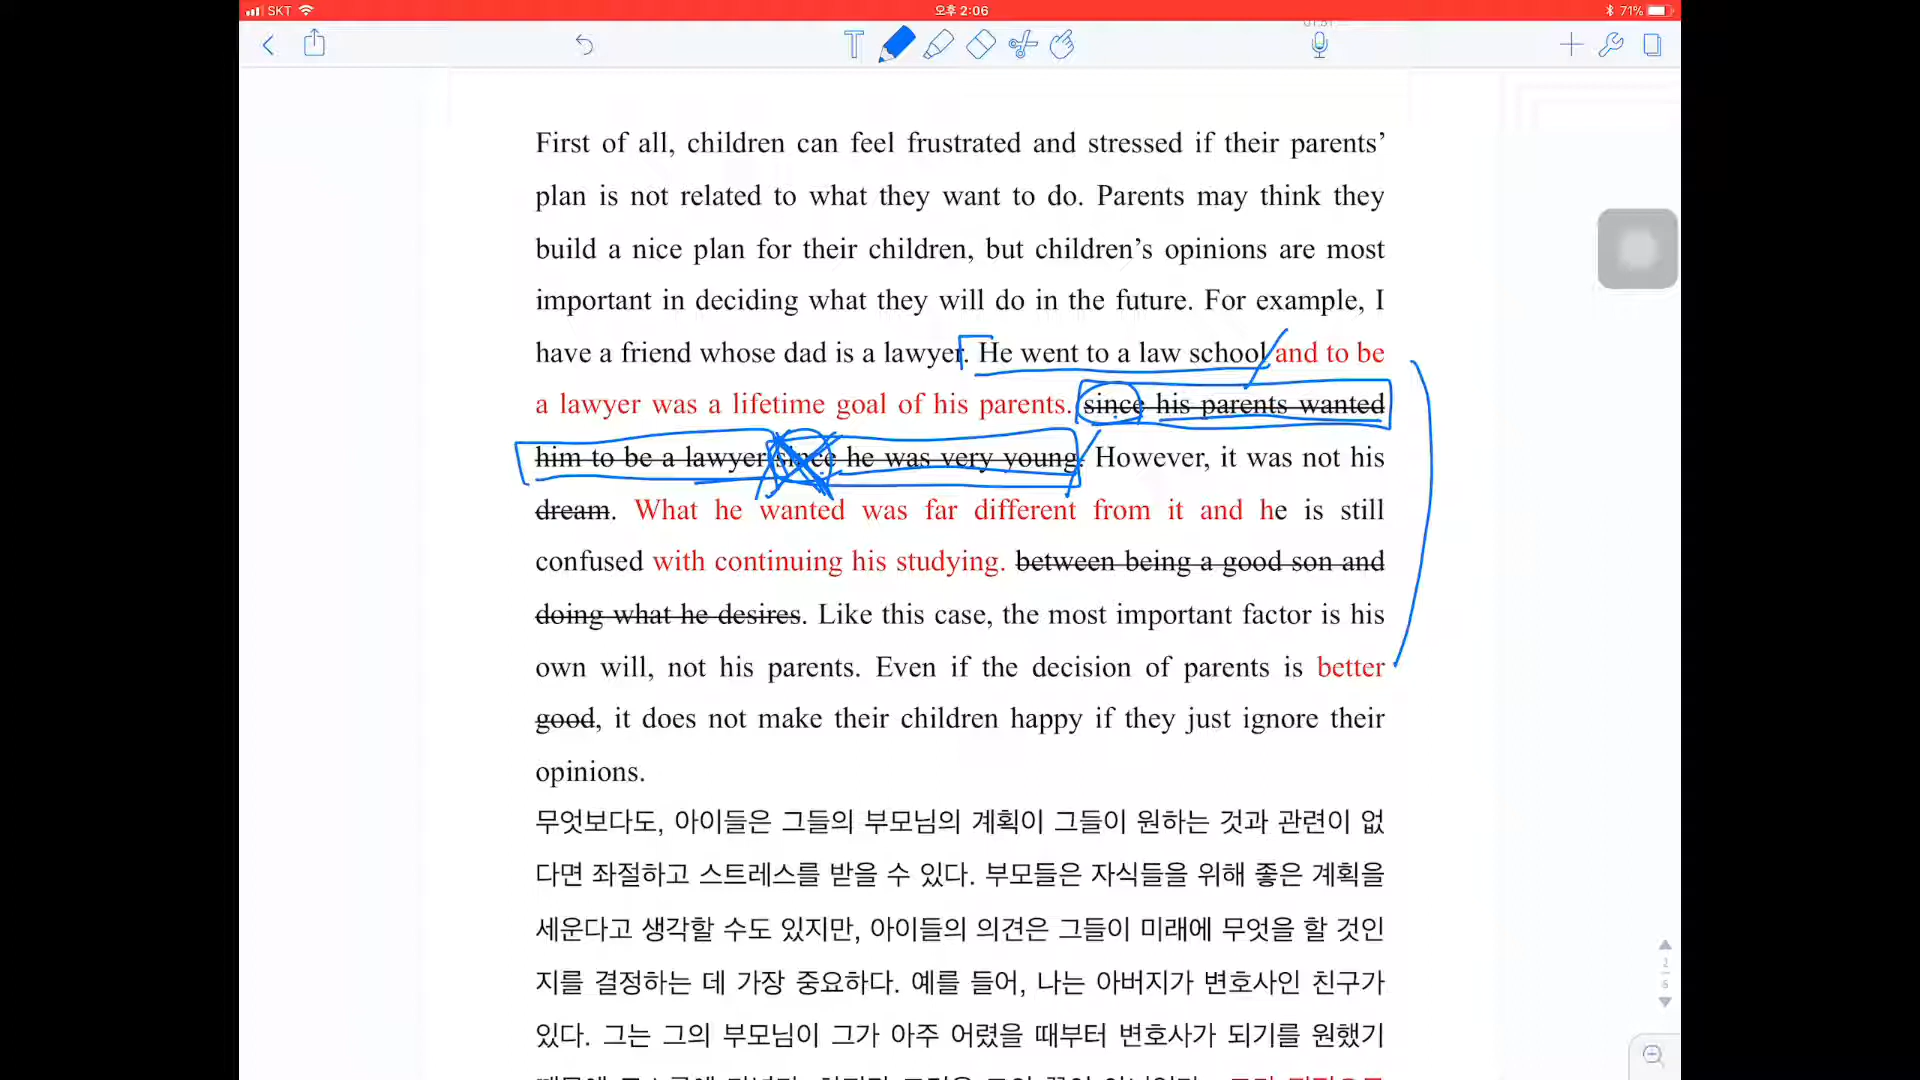 SKT
오후 2:06
71%
T
First of all, children can feel frustrated and stressed if their parents’
plan is not related to what they want to do. Parents may think they
build a nice plan for their children, but children’s opinions are most
important in deciding what they will do in the future. For example, I
have a friend whose dad is a lawyer. He went to a law school and to be
a lawyer was a lifetime goal of his parents. since his parents wanted
him to be a lawyer since he was very young. However, it was not his
dream. What he wanted was far different from it and he is still
confused with continuing his studying. between being a good son and
doing what he desires. Like this case, the most important factor is his
own will, not his parents. Even if the decision of parents is better
good, it does not make their children happy if they just ignore their
opinions.
무엇보다도, 아이들은 그들의 부모님의 계획이 그들이 원하는 것과 관련이 없
다면 좌절하고 스트레스를 받을 수 있다. 부모들은 자식들을 위해 좋은 계획을
세운다고 생각할 수도 있지만, 아이들의 의견은 그들이 미래에 무엇을 할 것인
지를 결정하는 데 가장 중요하다. 예를 들어, 나는 아버지가 변호사인 친구가
있다. 그는 그의 부모님이 그가 아주 어렸을 때부터 변호사가 되기를 원했기